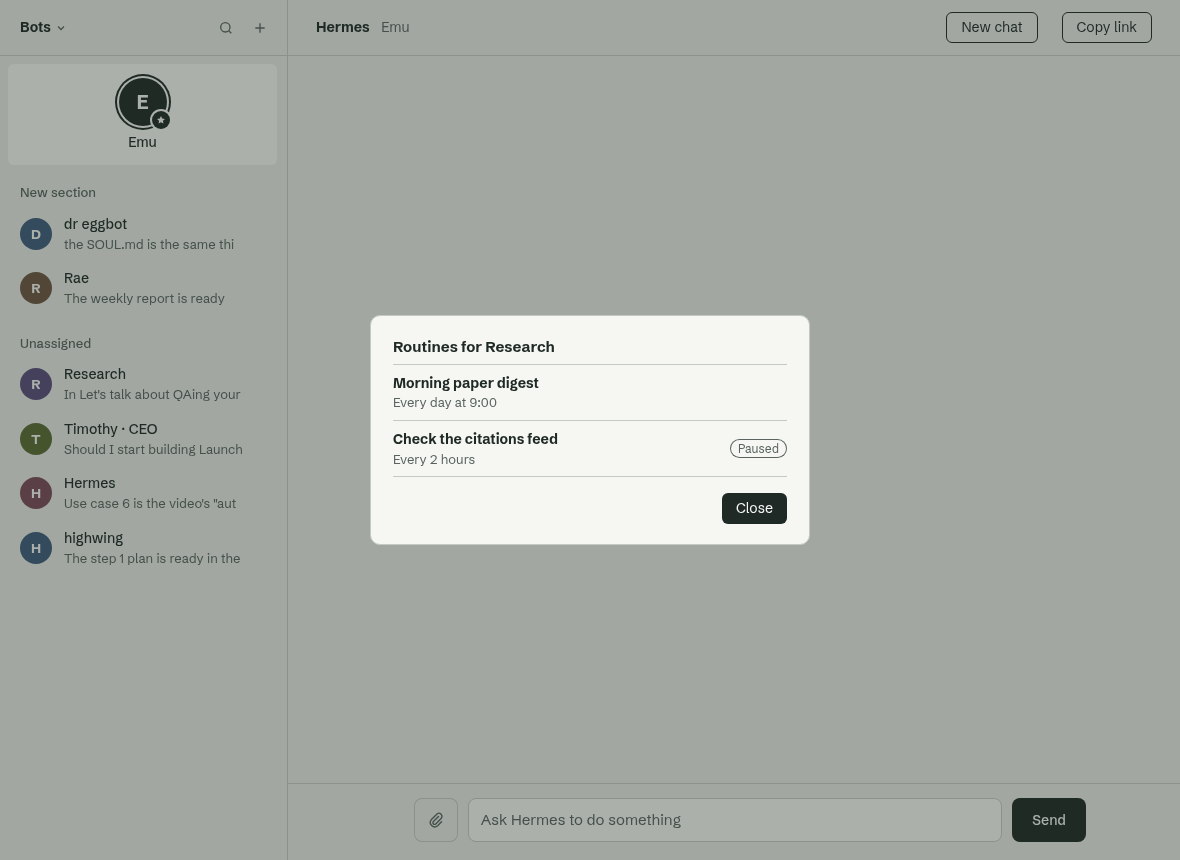 Bots
Hermes Emu
New chat
Copy link
E
Emu
New section
D
dr eggbot
the SOUL.md is the same thi
R
Rae
The weekly report is ready
Unassigned
R
Research
In Let's talk about QAing your
T
Timothy · CEO
Should I start building Launch
H
Hermes
Use case 6 is the video's "aut
H
highwing
The step 1 plan is ready in the
Routines for Research
Morning paper digest
Every day at 9:00
Check the citations feed
Every 2 hours
Paused
Close
Ask Hermes to do something
Send